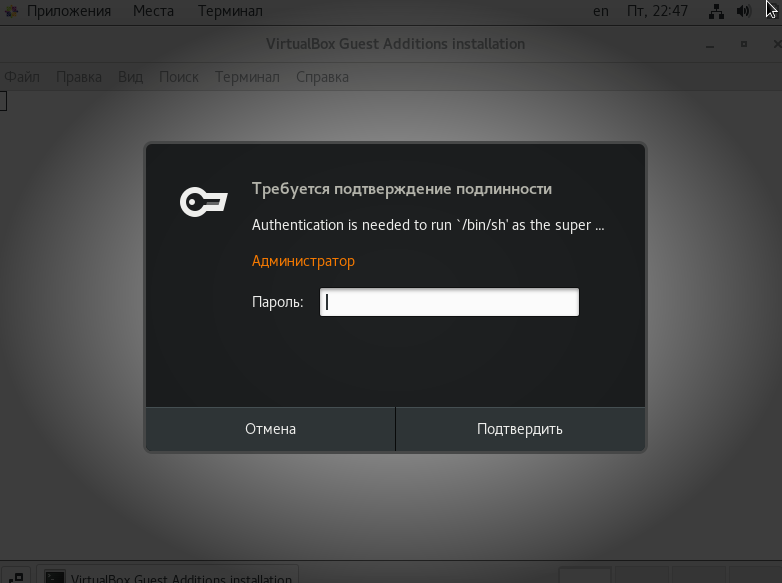 Приложения Места Терминал en Пт, 22:47
VirtualBox Guest Additions installation
Файл Правка Вид Поиск Терминал Справка
Требуется подтверждение подлинности
Authentication is needed to run `/bin/sh' as the super ...
Администратор
Пароль:
Отмена Подтвердить
VirtualBox Guest Additions installation